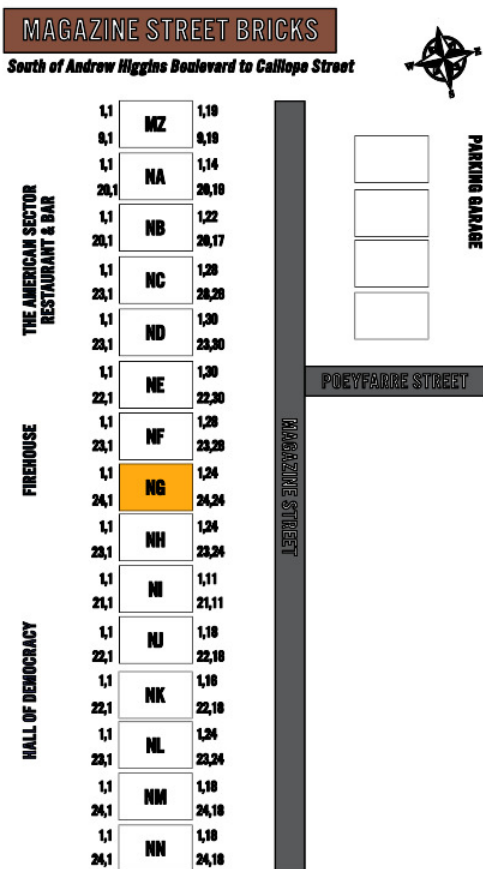 MAGAZINE STREET BRICKS
South of Andrew Higgins Boulevard to Calliope Street
N
E
S
W
PARKING GARAGE
THE AMERICAN SECTOR
RESTAURANT & BAR
FIREHOUSE
HALL OF DEMOCRACY
MAGAZINE STREET
POEYFARRE STREET
1,1 MZ 1,19
9,1 9,19
1,1 NA 1,14
20,1 20,19
1,1 NB 1,22
20,1 20,17
1,1 NC 1,28
23,1 28,28
1,1 ND 1,30
23,1 23,30
1,1 NE 1,30
22,1 22,30
1,1 NF 1,28
23,1 23,28
1,1 NG 1,24
24,1 24,24
1,1 NH 1,24
23,1 23,24
1,1 NI 1,11
21,1 21,11
1,1 NJ 1,18
22,1 22,18
1,1 NK 1,16
22,1 22,18
1,1 NL 1,24
23,1 23,24
1,1 NM 1,18
24,1 24,18
1,1 NN 1,18
24,1 24,18